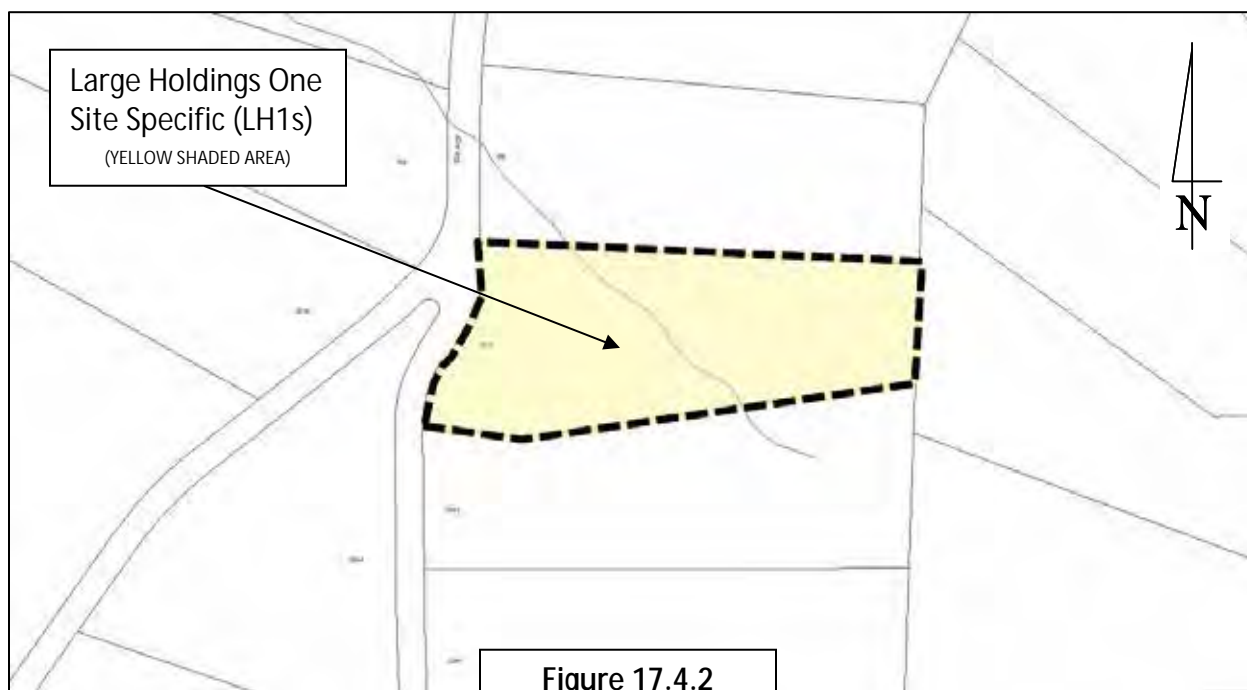 Large Holdings One
Site Specific (LH1s)
(YELLOW SHADED AREA)
N
Figure 17.4.2